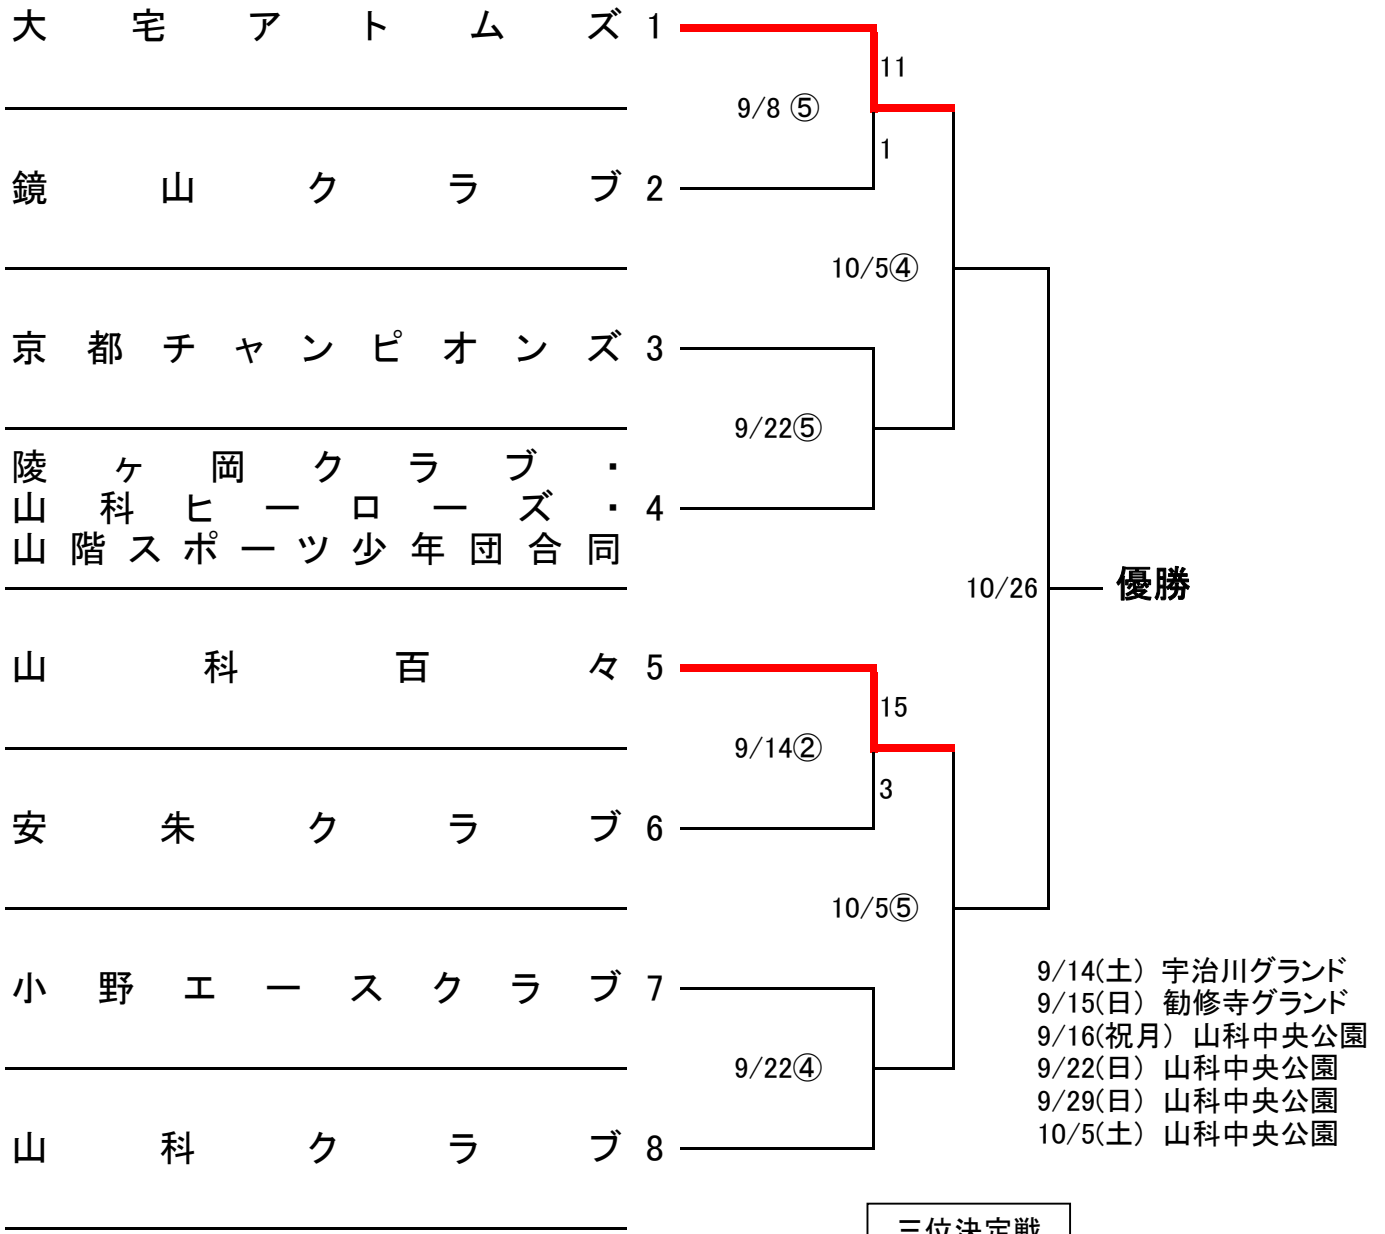 大宅アトムズ 1
11
9/8 ⑤
1
鏡山クラブ 2
10/5④
京都チャンピオンズ 3
9/22⑤
陵ヶ岡クラブ・
山科ヒーローズ・ 4
山階スポーツ少年団合同
10/26 優勝
山科百々 5
15
9/14②
3
安朱クラブ 6
10/5⑤
小野エースクラブ 7
9/22④
山科クラブ 8
9/14(土) 宇治川グランド
9/15(日) 勧修寺グランド
9/16(祝月) 山科中央公園
9/22(日) 山科中央公園
9/29(日) 山科中央公園
10/5(土) 山科中央公園
三位決定戦